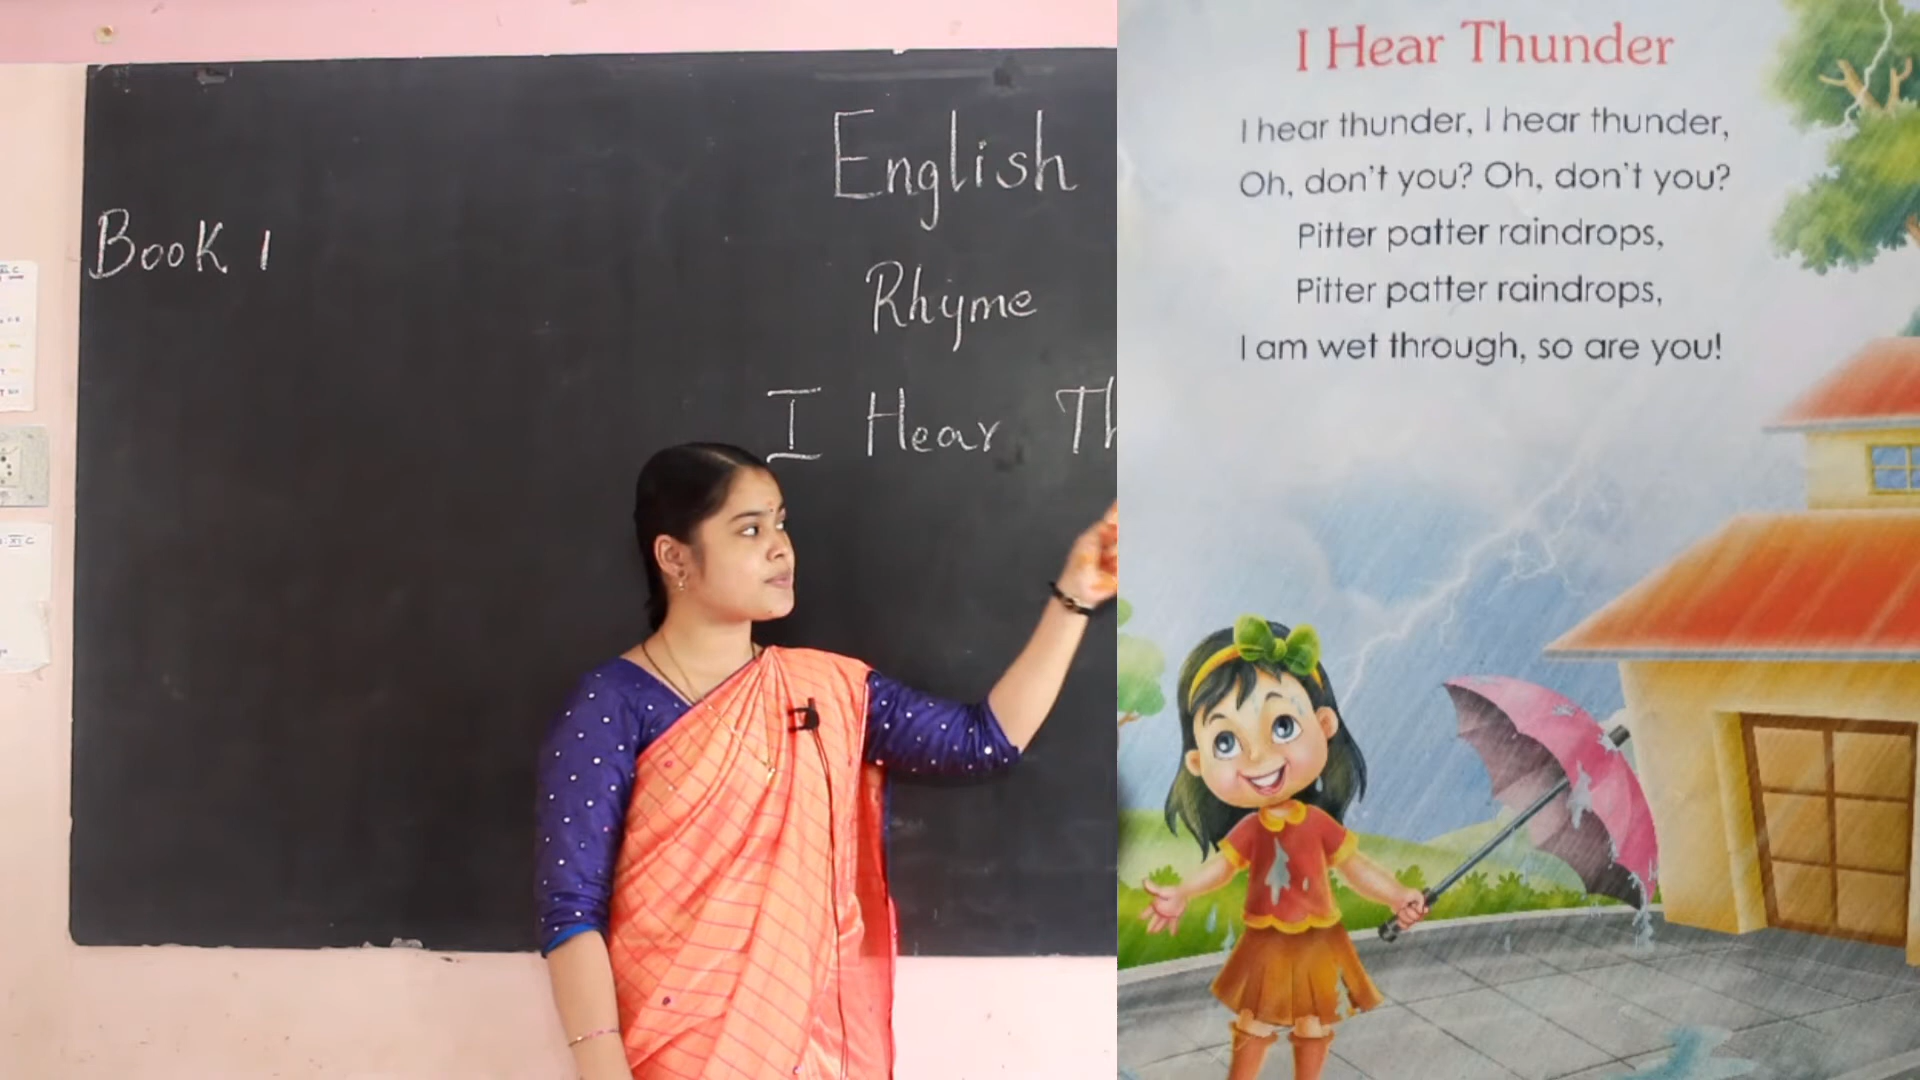 English
Book 1
Rhyme
I Hear Th
I Hear Thunder
I hear thunder, I hear thunder,
Oh, don't you? Oh, don't you?
Pitter patter raindrops,
Pitter patter raindrops,
I am wet through, so are you!